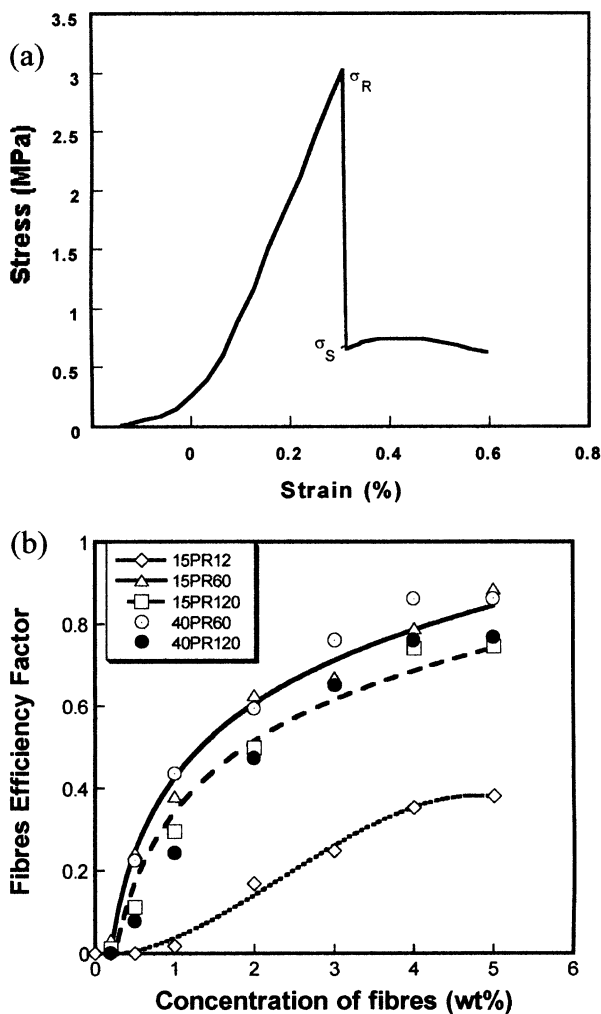 (a)
3.5
3
2.5
2
1.5
1
0.5
0
Stress (MPa)
σR
σS
0 0.2 0.4 0.6 0.8
Strain (%)
(b)
1
0.8
0.6
0.4
0.2
0
Fibres Efficiency Factor
15PR12
15PR60
15PR120
40PR60
40PR120
0 1 2 3 4 5 6
Concentration of fibres (wt%)